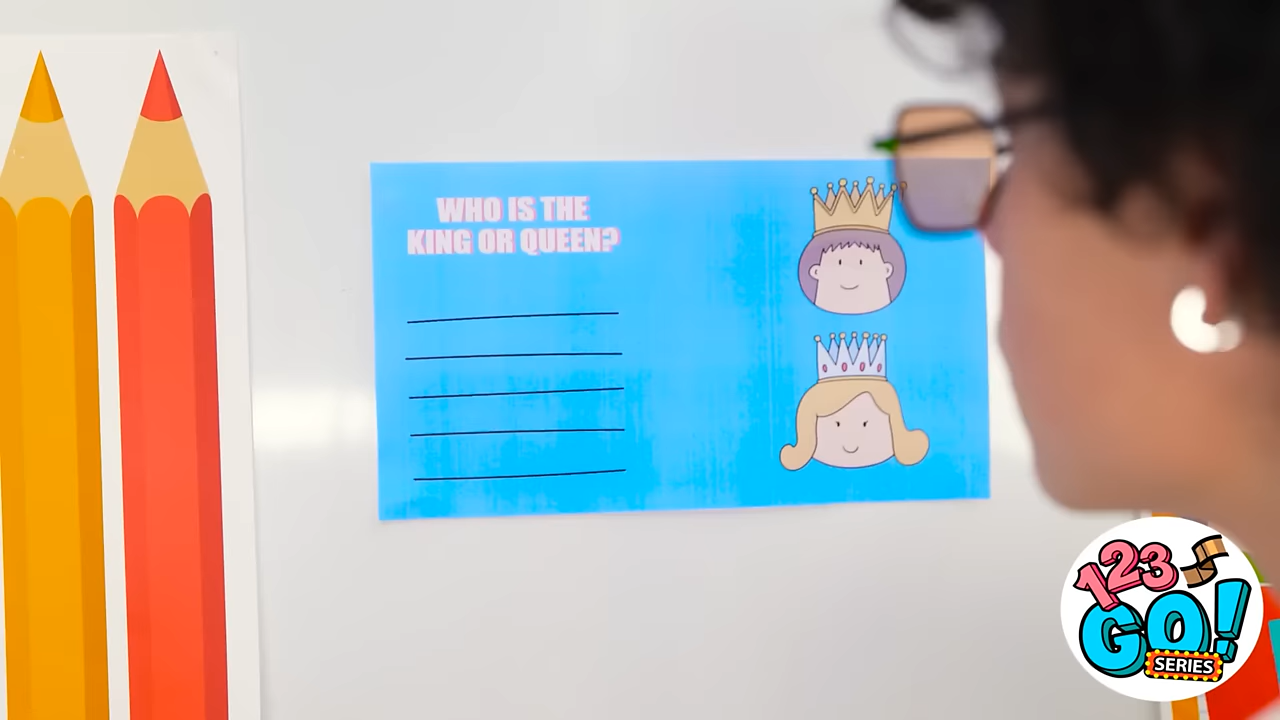 WHO IS THE
KING OR QUEEN?
123
GO!
SERIES